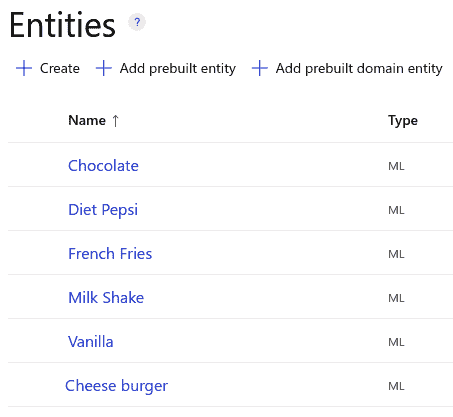 Entities ?
Create Add prebuilt entity Add prebuilt domain entity
Name ↑ Type
Chocolate ML
Diet Pepsi ML
French Fries ML
Milk Shake ML
Vanilla ML
Cheese burger ML